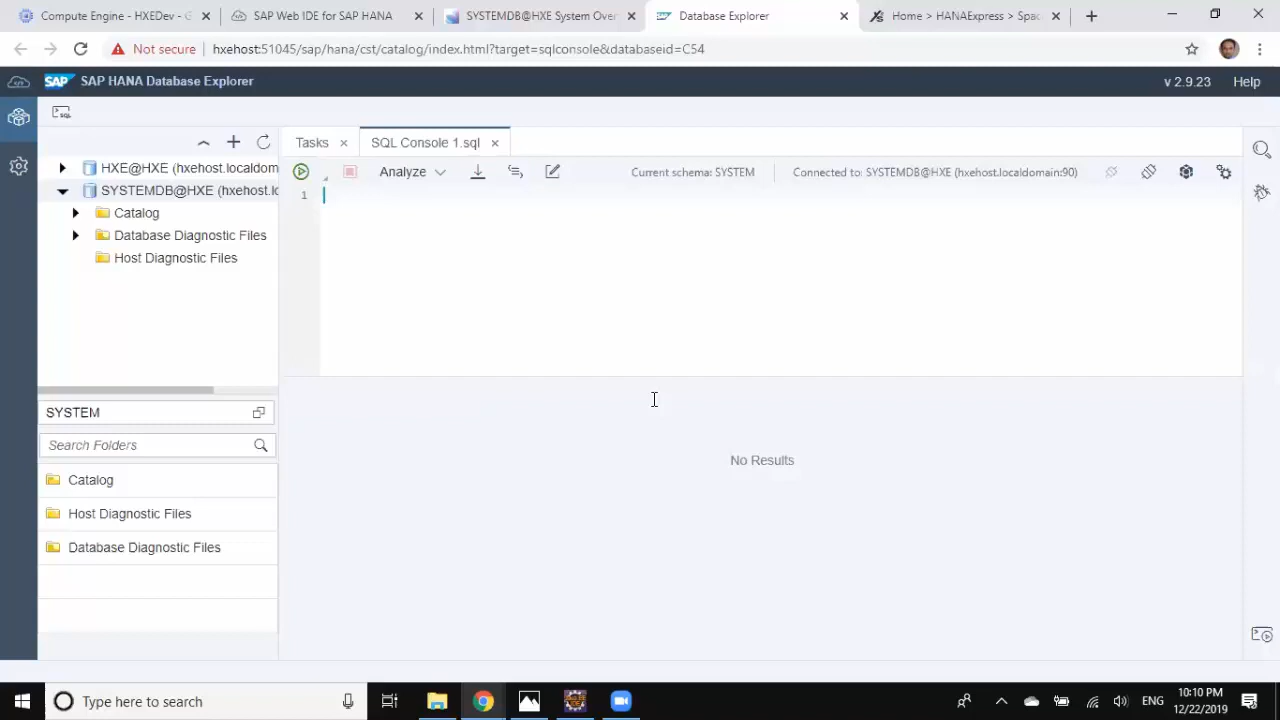 Compute Engine - HXEDev - G
SAP Web IDE for SAP HANA
SYSTEMDB@HXE System Over
Database Explorer
Home > HANAExpress > Spac
Not secure
hxehost:51045/sap/hana/cst/catalog/index.html?target=sqlconsole&databaseid=C54
SAP
SAP HANA Database Explorer
v 2.9.23
Help
SQL
Tasks
SQL Console 1.sql
HXE@HXE (hxehost.localdom
SYSTEMDB@HXE (hxehost.lo
Catalog
Database Diagnostic Files
Host Diagnostic Files
Analyze
Current schema: SYSTEM
Connected to: SYSTEMDB@HXE (hxehost.localdomain:90)
1
No Results
SYSTEM
Search Folders
Catalog
Host Diagnostic Files
Database Diagnostic Files
Type here to search
ENG
10:10 PM
12/22/2019